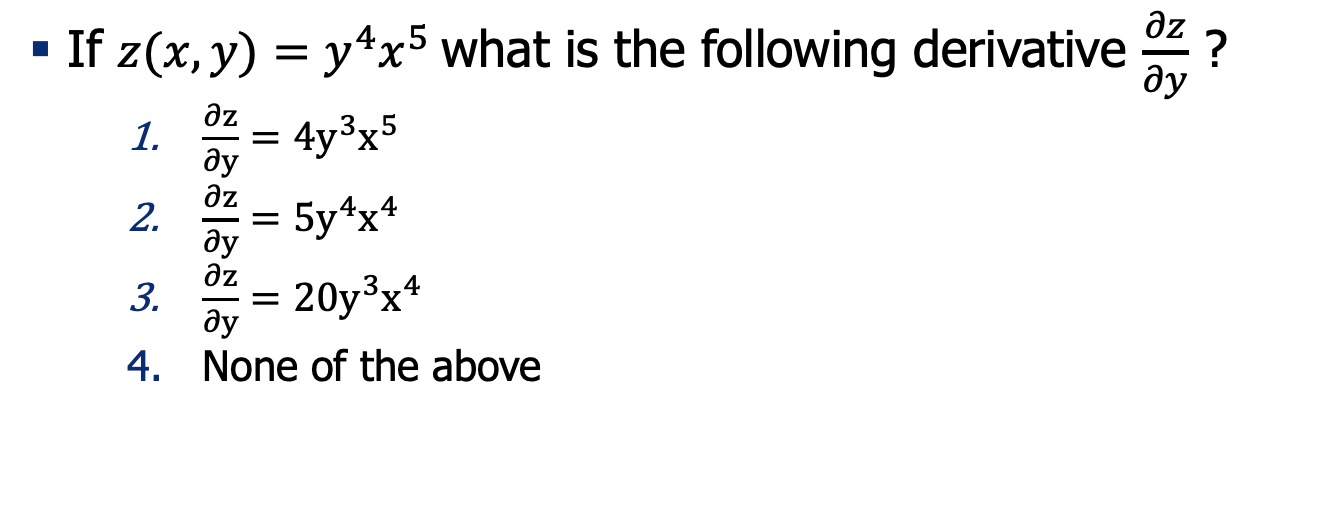 ▪ If z(x, y) = y⁴x⁵ what is the following derivative ∂z/∂y ?
1. ∂z/∂y = 4y³x⁵
2. ∂z/∂y = 5y⁴x⁴
3. ∂z/∂y = 20y³x⁴
4. None of the above